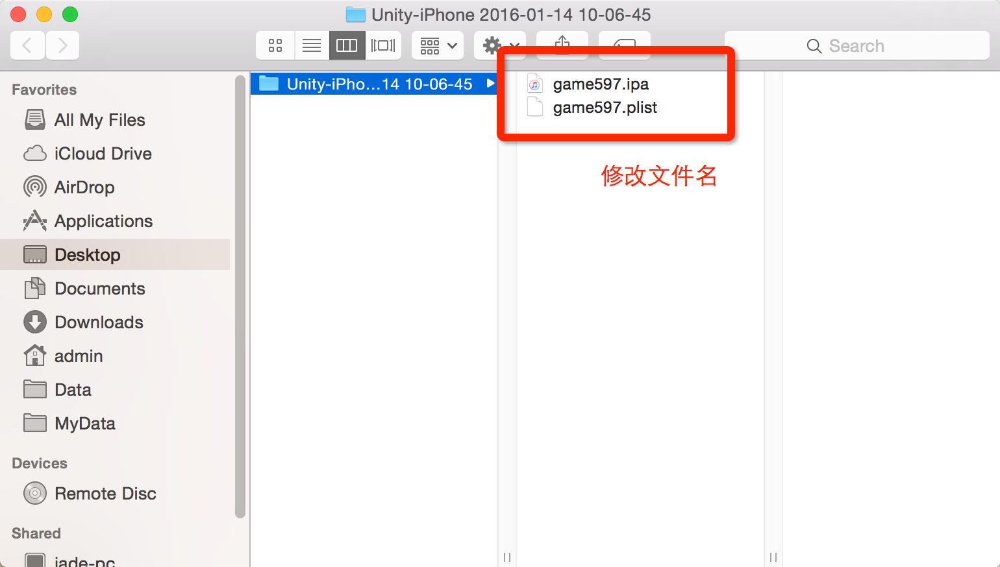 Unity-iPhone 2016-01-14 10-06-45
Search
Favorites
All My Files
iCloud Drive
AirDrop
Applications
Desktop
Documents
Downloads
admin
Data
MyData
Devices
Remote Disc
Shared
jade-pc
Unity-iPho...14 10-06-45
game597.ipa
game597.plist
修改文件名